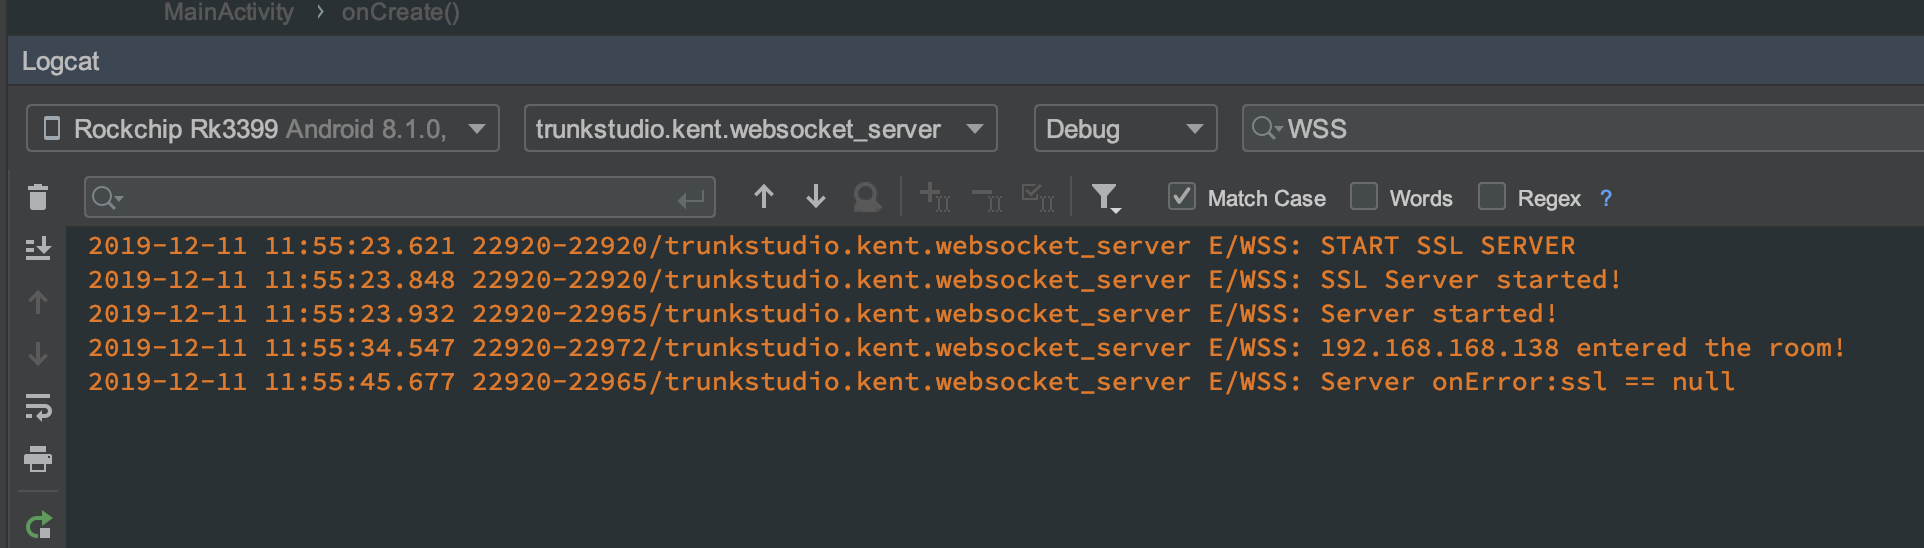 MainActivity › onCreate()
Logcat
Rockchip Rk3399 Android 8.1.0, trunkstudio.kent.websocket_server Debug WSS
Match Case Words Regex ?
2019-12-11 11:55:23.621 22920-22920/trunkstudio.kent.websocket_server E/WSS: START SSL SERVER
2019-12-11 11:55:23.848 22920-22920/trunkstudio.kent.websocket_server E/WSS: SSL Server started!
2019-12-11 11:55:23.932 22920-22965/trunkstudio.kent.websocket_server E/WSS: Server started!
2019-12-11 11:55:34.547 22920-22972/trunkstudio.kent.websocket_server E/WSS: 192.168.168.138 entered the room!
2019-12-11 11:55:45.677 22920-22965/trunkstudio.kent.websocket_server E/WSS: Server onError:ssl == null